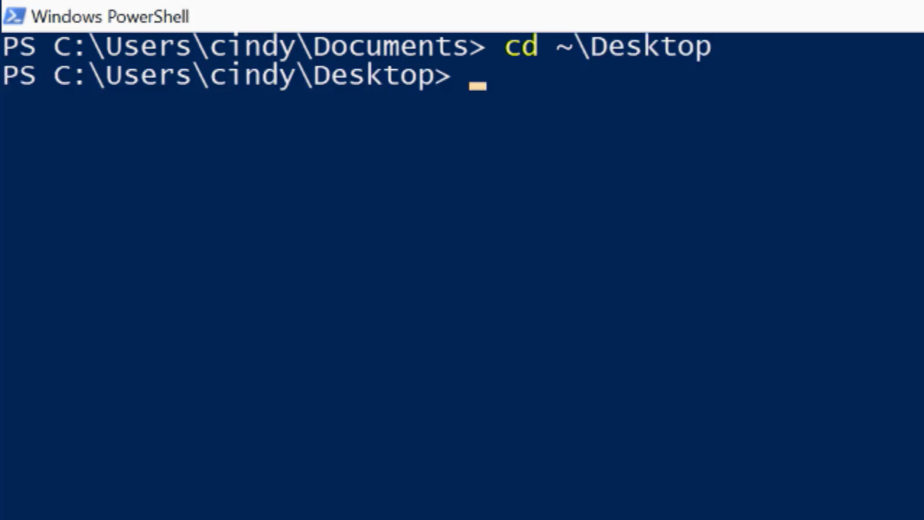 Windows PowerShell
PS C:\Users\cindy\Documents> cd ~\Desktop
PS C:\Users\cindy\Desktop>